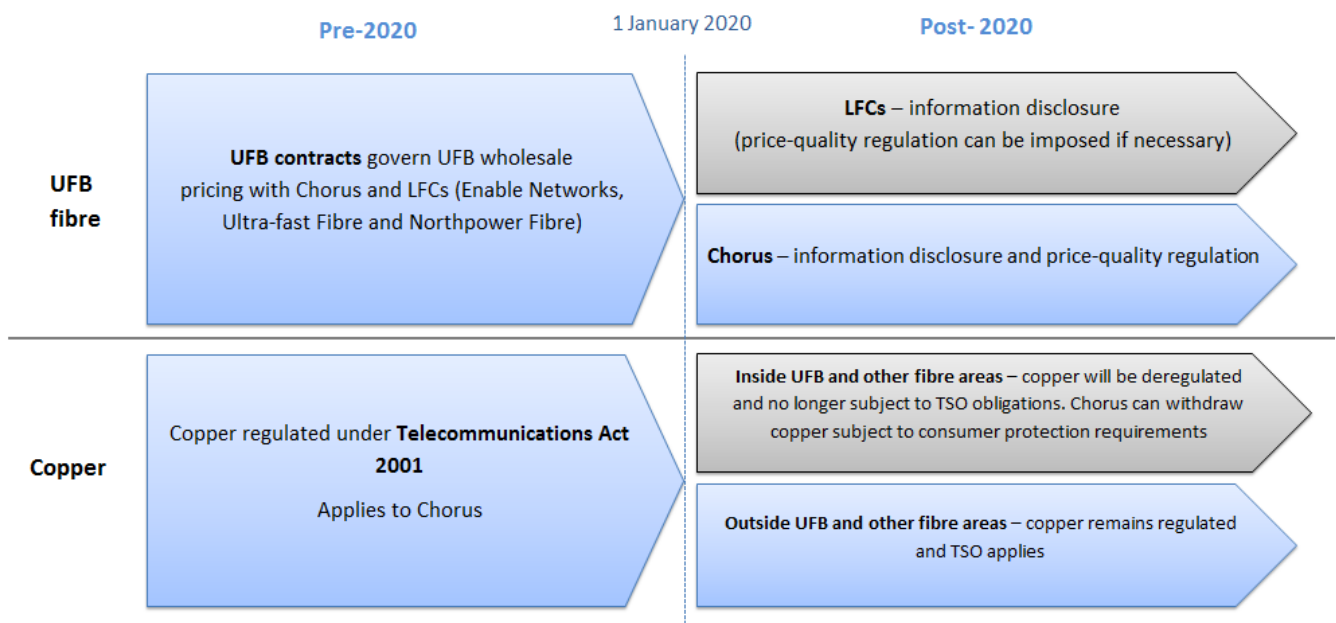 Pre-2020
1 January 2020
Post- 2020
UFB
fibre
UFB contracts govern UFB wholesale
pricing with Chorus and LFCs (Enable Networks,
Ultra-fast Fibre and Northpower Fibre)
LFCs – information disclosure
(price-quality regulation can be imposed if necessary)
Chorus – information disclosure and price-quality regulation
Copper
Copper regulated under Telecommunications Act
2001
Applies to Chorus
Inside UFB and other fibre areas – copper will be deregulated
and no longer subject to TSO obligations. Chorus can withdraw
copper subject to consumer protection requirements
Outside UFB and other fibre areas – copper remains regulated
and TSO applies